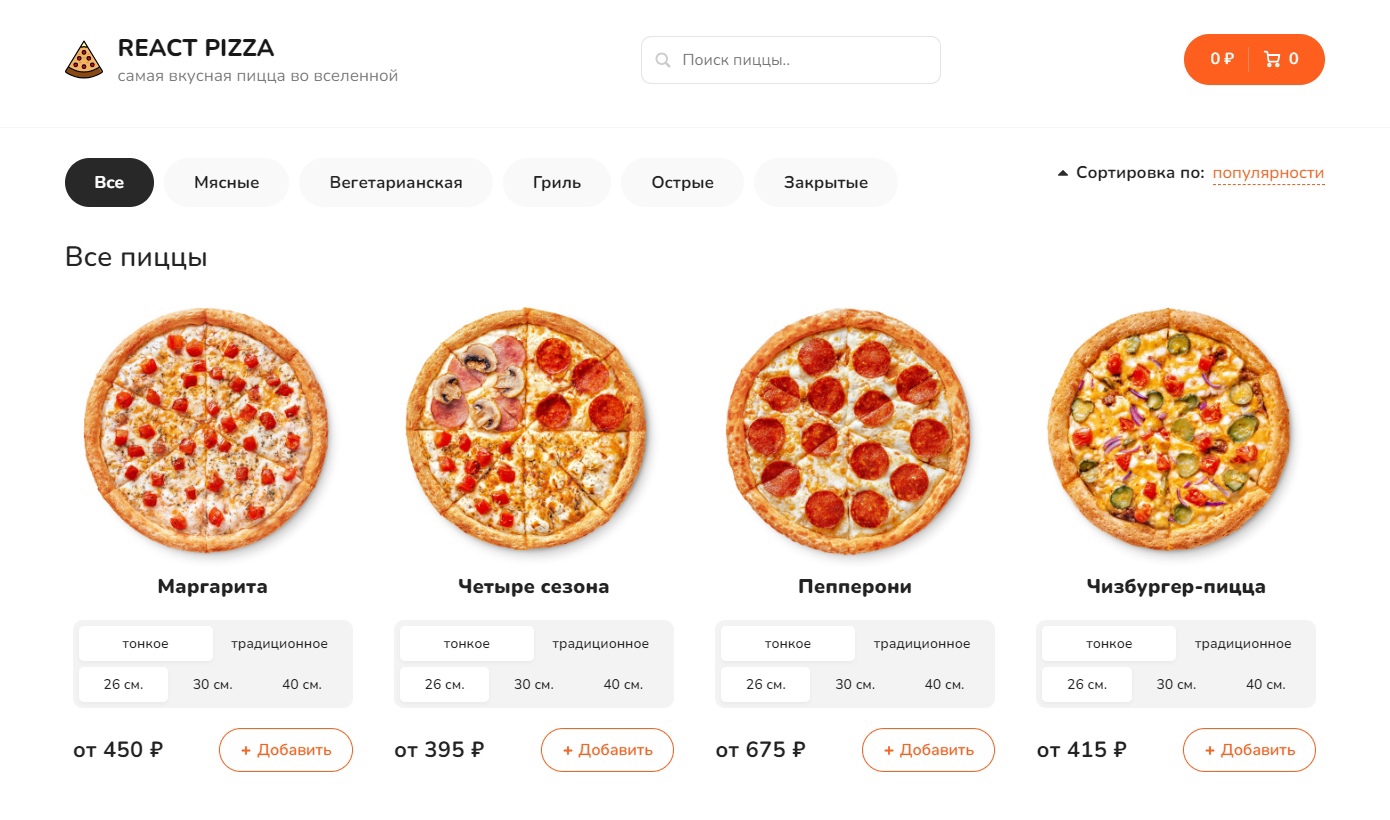 REACT PIZZA
самая вкусная пицца во вселенной
Поиск пиццы..
0 ₽ 0
Все Мясные Вегетарианская Гриль Острые Закрытые
Сортировка по: популярности
Все пиццы
Маргарита Четыре сезона Пепперони Чизбургер-пицца
тонкое традиционное тонкое традиционное тонкое традиционное тонкое традиционное
26 см. 30 см. 40 см. 26 см. 30 см. 40 см. 26 см. 30 см. 40 см. 26 см. 30 см. 40 см.
от 450 ₽ + Добавить от 395 ₽ + Добавить от 675 ₽ + Добавить от 415 ₽ + Добавить